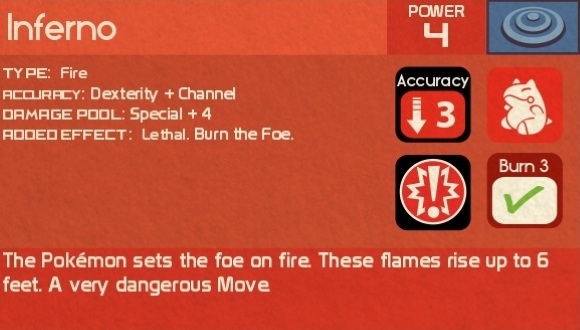 Inferno
POWER
4
TYPE: Fire
ACCURACY: Dexterity + Channel
DAMAGE POOL: Special + 4
ADDED EFFECT: Lethal. Burn the Foe.
Accuracy
3
Burn 3
The Pokémon sets the foe on fire. These flames rise up to 6
feet. A very dangerous Move